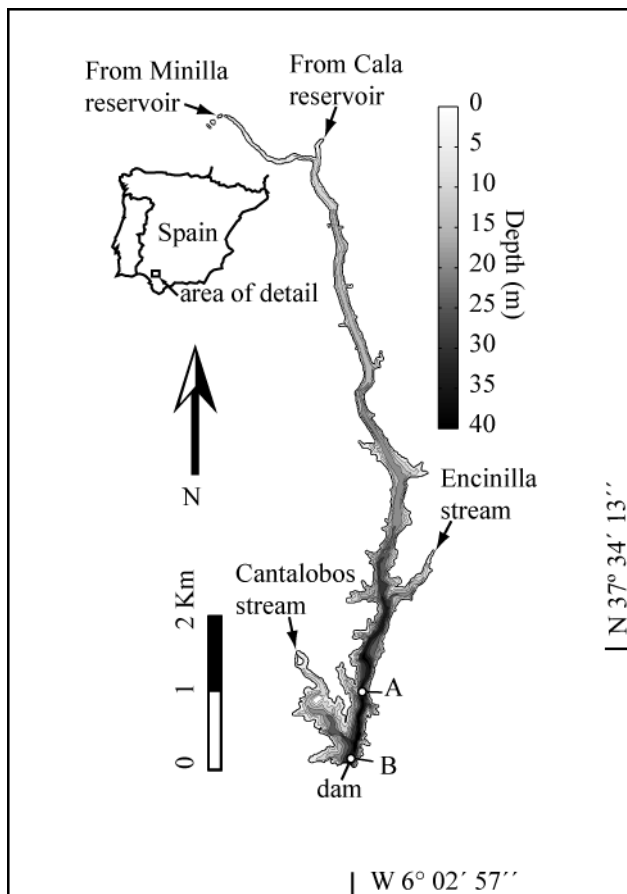 From Minilla
reservoir
From Cala
reservoir
0
5
10
15
20
25
30
35
40
Depth (m)
Spain
area of detail
N
Encinilla
stream
Cantalobos
stream
2 Km
1
0
A
B
dam
N 37º 34´ 13´´
W 6° 02´ 57´´